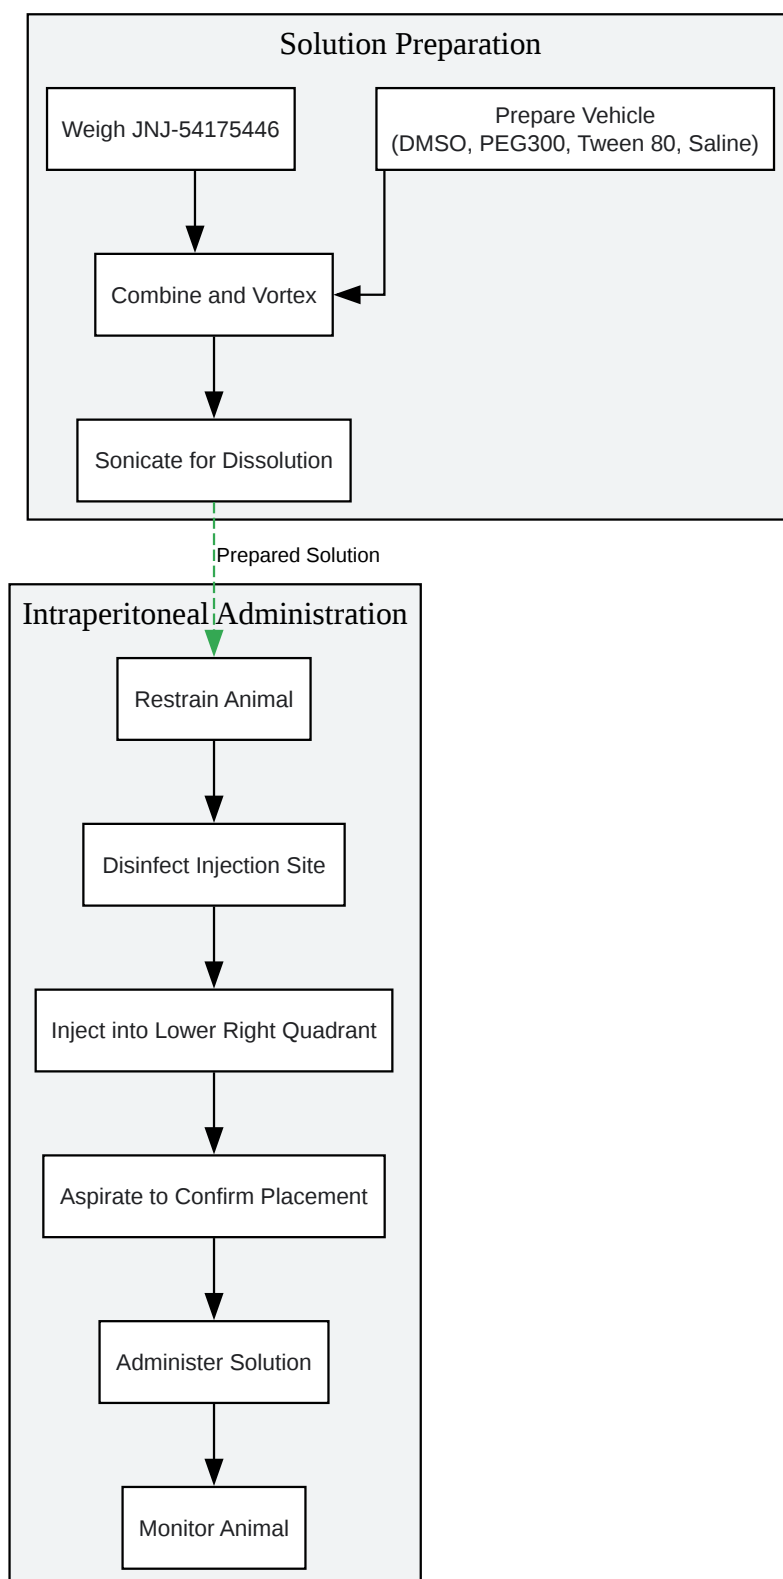 Solution Preparation
Weigh JNJ-54175446
Prepare Vehicle
(DMSO, PEG300, Tween 80, Saline)
Combine and Vortex
Sonicate for Dissolution
Prepared Solution
Intraperitoneal Administration
Restrain Animal
Disinfect Injection Site
Inject into Lower Right Quadrant
Aspirate to Confirm Placement
Administer Solution
Monitor Animal